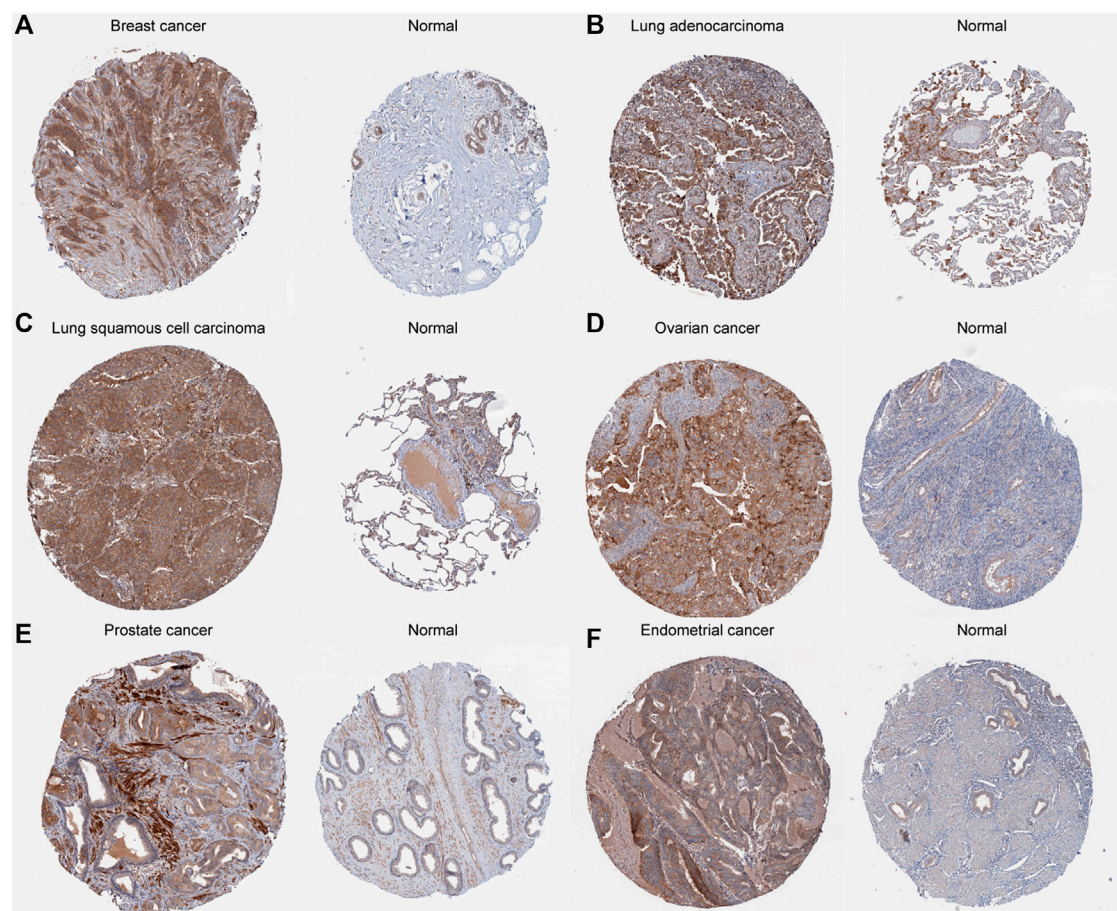 A Breast cancer Normal B Lung adenocarcinoma Normal
C Lung squamous cell carcinoma Normal D Ovarian cancer Normal
E Prostate cancer Normal F Endometrial cancer Normal